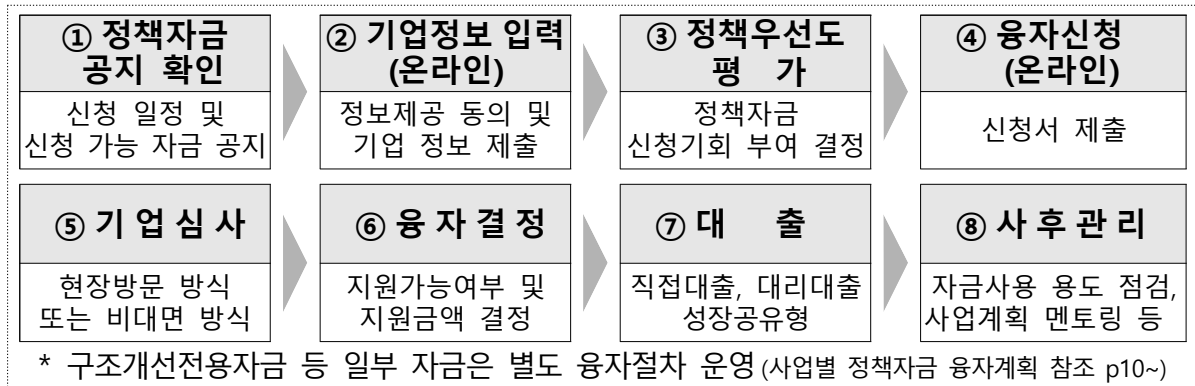 ① 정책자금 공지 확인
신청 일정 및
신청 가능 자금 공지
② 기업정보 입력
(온라인)
정보제공 동의 및
기업 정보 제출
③ 정책우선도
평 가
정책자금
신청기회 부여 결정
④ 융자신청
(온라인)
신청서 제출
⑤ 기 업 심 사
현장방문 방식
또는 비대면 방식
⑥ 융 자 결 정
지원가능여부 및
지원금액 결정
⑦ 대 출
직접대출, 대리대출
성장공유형
⑧ 사 후 관 리
자금사용 용도 점검,
사업계획 멘토링 등
* 구조개선전용자금 등 일부 자금은 별도 융자절차 운영 (사업별 정책자금 융자계획 참조 p10~)